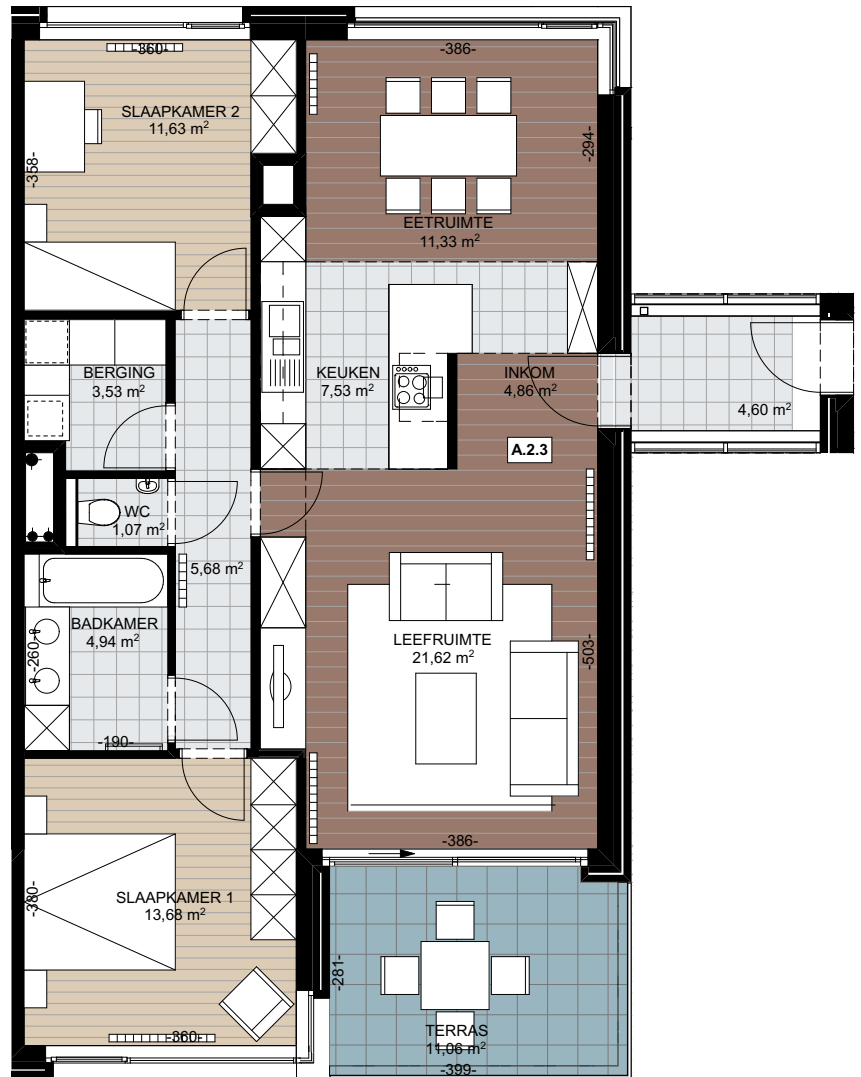 -360-
-386-
SLAAPKAMER 2
11,63 m²
-358-
-294-
EETRUIMTE
11,33 m²
BERGING
3,53 m²
KEUKEN
7,53 m²
INKOM
4,86 m²
4,60 m²
A.2.3
WC
1,07 m²
5,68 m²
BADKAMER
4,94 m²
-260-
-190-
LEEFRUIMTE
21,62 m²
-503-
-386-
SLAAPKAMER 1
13,68 m²
-380-
-360-
-281-
TERRAS
11,06 m²
-399-